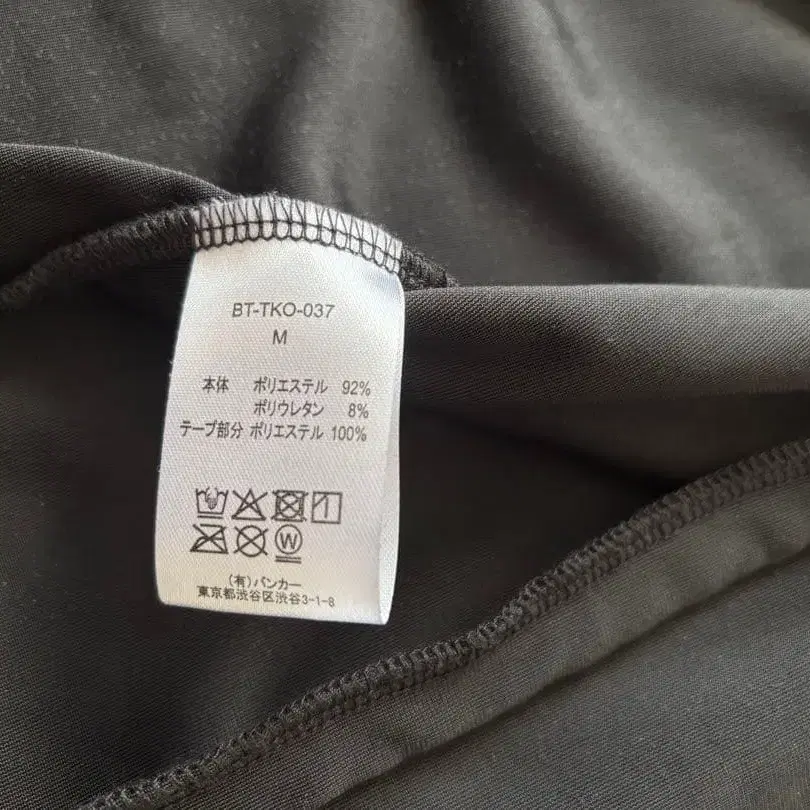 BT-TKO-037
M
本体 ポリエステル 92%
ポリウレタン 8%
テープ部分 ポリエステル 100%
W
(有)バンカー
東京都渋谷区渋谷3-1-8